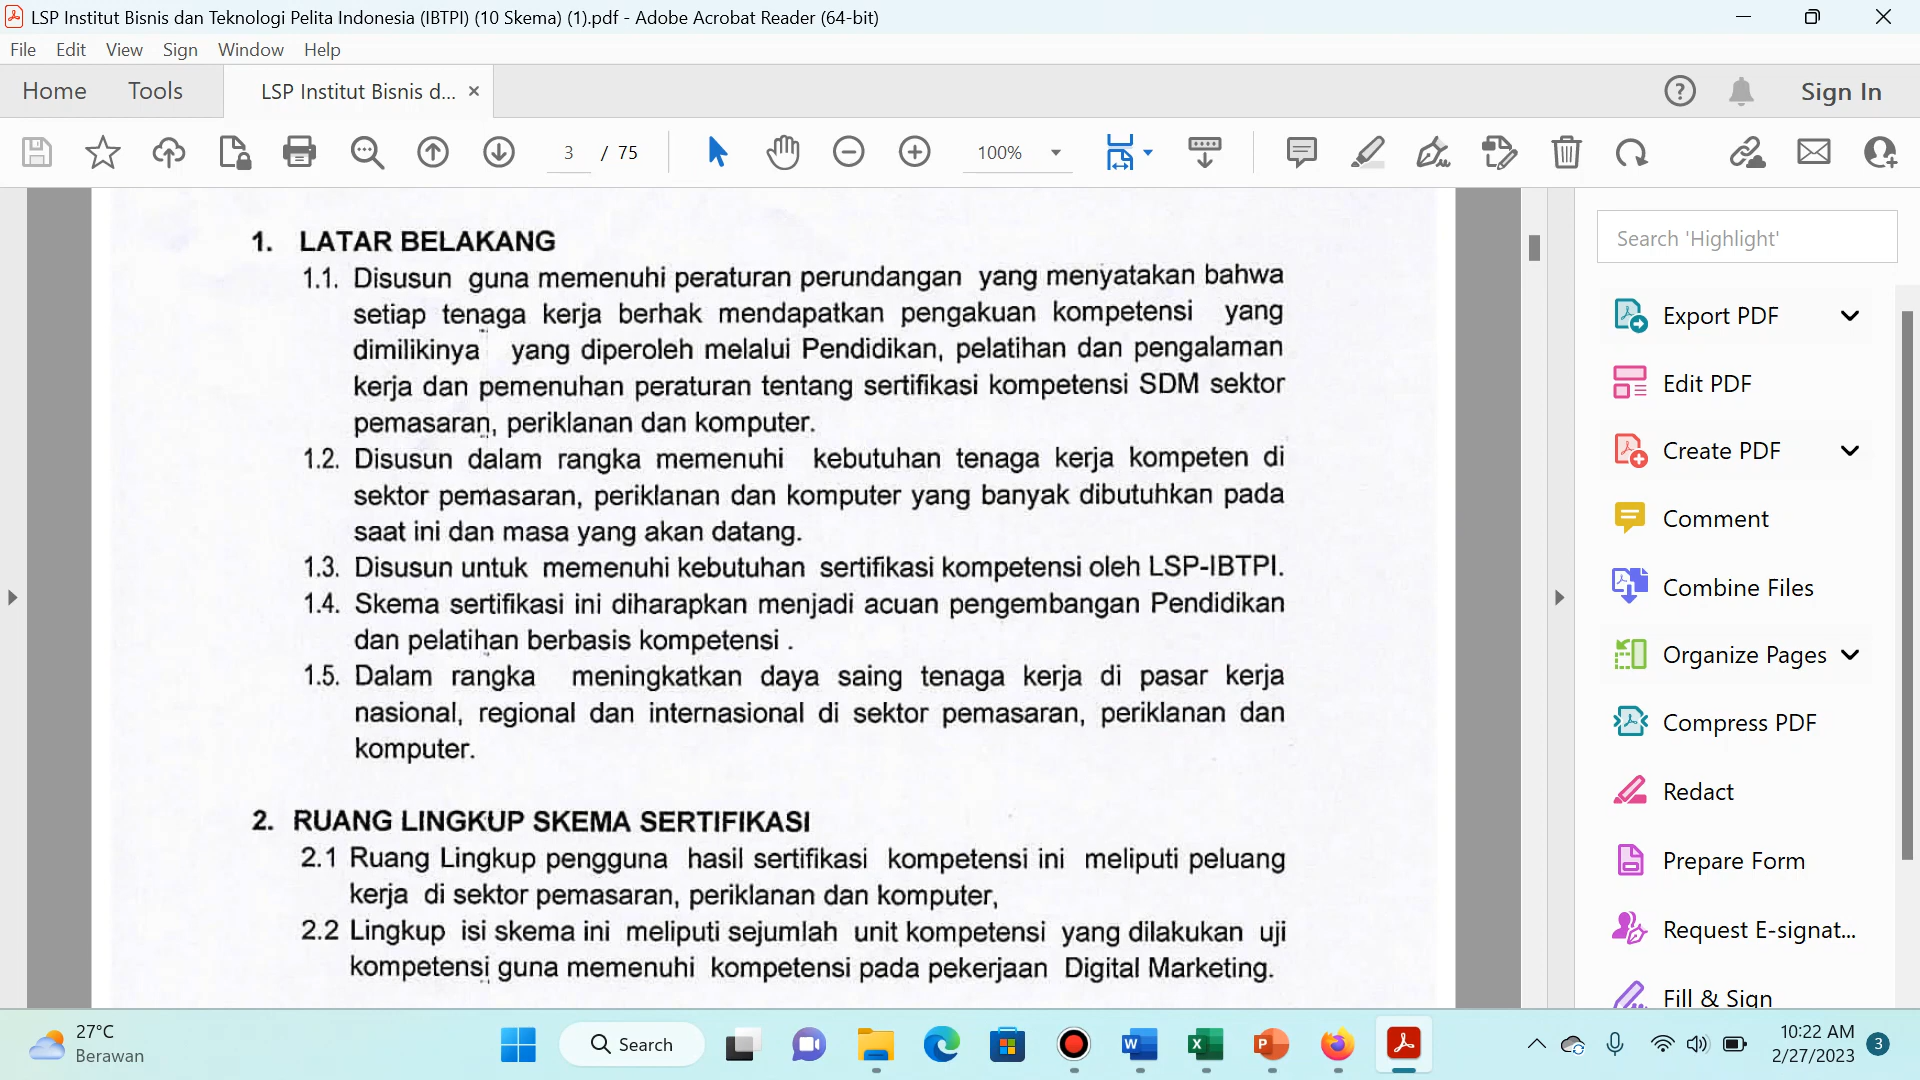 LSP Institut Bisnis dan Teknologi Pelita Indonesia (IBTPI) (10 Skema) (1).pdf - Adobe Acrobat Reader (64-bit)
File Edit View Sign Window Help
Home Tools LSP Institut Bisnis d... × Sign In
3 / 75 100%
1. LATAR BELAKANG
1.1. Disusun guna memenuhi peraturan perundangan yang menyatakan bahwa
setiap tenaga kerja berhak mendapatkan pengakuan kompetensi yang
dimilikinya yang diperoleh melalui Pendidikan, pelatihan dan pengalaman
kerja dan pemenuhan peraturan tentang sertifikasi kompetensi SDM sektor
pemasaran, periklanan dan komputer.
1.2. Disusun dalam rangka memenuhi kebutuhan tenaga kerja kompeten di
sektor pemasaran, periklanan dan komputer yang banyak dibutuhkan pada
saat ini dan masa yang akan datang.
1.3. Disusun untuk memenuhi kebutuhan sertifikasi kompetensi oleh LSP-IBTPI.
1.4. Skema sertifikasi ini diharapkan menjadi acuan pengembangan Pendidikan
dan pelatihan berbasis kompetensi .
1.5. Dalam rangka meningkatkan daya saing tenaga kerja di pasar kerja
nasional, regional dan internasional di sektor pemasaran, periklanan dan
komputer.
2. RUANG LINGKUP SKEMA SERTIFIKASI
2.1 Ruang Lingkup pengguna hasil sertifikasi kompetensi ini meliputi peluang
kerja di sektor pemasaran, periklanan dan komputer,
2.2 Lingkup isi skema ini meliputi sejumlah unit kompetensi yang dilakukan uji
kompetensi guna memenuhi kompetensi pada pekerjaan Digital Marketing.
Search 'Highlight'
Export PDF
Edit PDF
Create PDF
Comment
Combine Files
Organize Pages
Compress PDF
Redact
Prepare Form
Request E-signat...
Fill & Sign
27°C
Berawan
Search
10:22 AM
2/27/2023
3